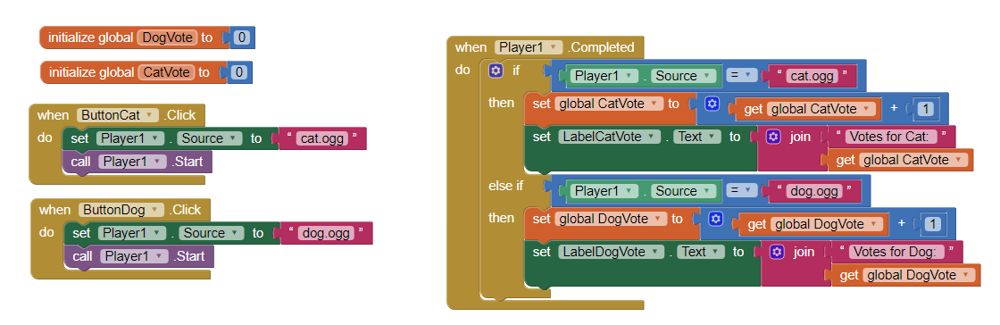 initialize global DogVote to 0
initialize global CatVote to 0
when ButtonCat .Click
do set Player1 . Source to " cat.ogg "
call Player1 .Start
when ButtonDog .Click
do set Player1 . Source to " dog.ogg "
call Player1 .Start
when Player1 .Completed
do if Player1 . Source = " cat.ogg "
then set global CatVote to get global CatVote + 1
set LabelCatVote . Text to join " Votes for Cat: "
get global CatVote
else if Player1 . Source = " dog.ogg "
then set global DogVote to get global DogVote + 1
set LabelDogVote . Text to join " Votes for Dog: "
get global DogVote